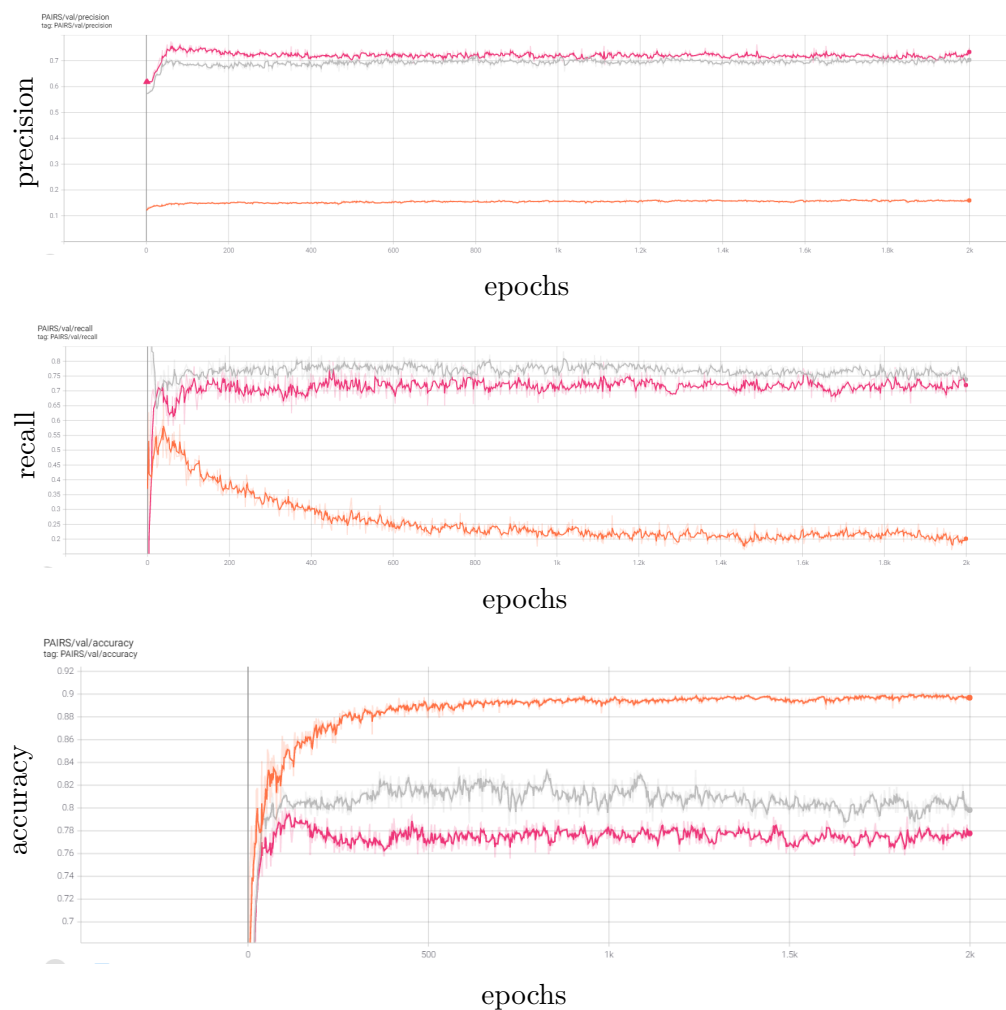 PAIRS/val/precision
tag: PAIRS/val/precision
precision
0.7
0.6
0.5
0.4
0.3
0.2
0.1
0 200 400 600 800 1k 1.2k 1.4k 1.6k 1.8k 2k
epochs
PAIRS/val/recall
tag: PAIRS/val/recall
recall
0.8
0.75
0.7
0.65
0.6
0.55
0.5
0.45
0.4
0.35
0.3
0.25
0.2
0 200 400 600 800 1k 1.2k 1.4k 1.6k 1.8k 2k
epochs
PAIRS/val/accuracy
tag: PAIRS/val/accuracy
accuracy
0.92
0.9
0.88
0.86
0.84
0.82
0.8
0.78
0.76
0.74
0.72
0.7
0 500 1k 1.5k 2k
epochs